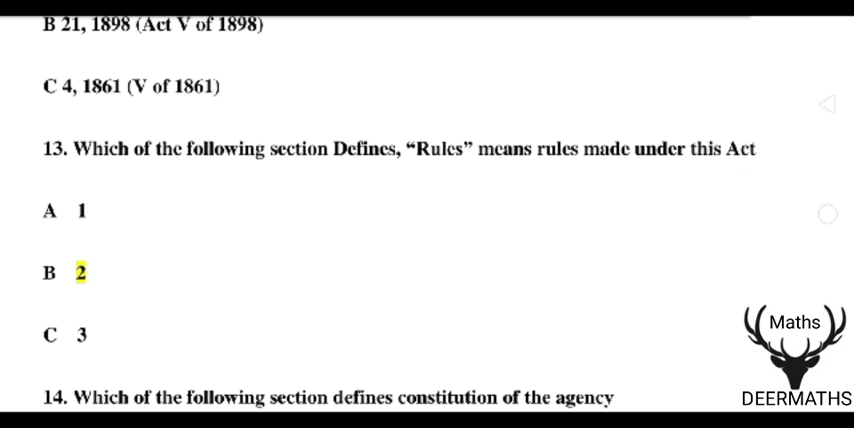 B 21, 1898 (Act V of 1898)
C 4, 1861 (V of 1861)
13. Which of the following section Defines, “Rules” means rules made under this Act
A 1
B 2
C 3
Maths
14. Which of the following section defines constitution of the agency
DEERMATHS